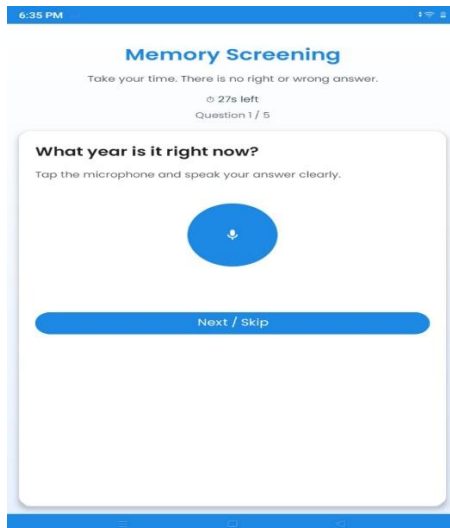 6:35 PM
Memory Screening
Take your time. There is no right or wrong answer.
27s left
Question 1 / 5
What year is it right now?
Tap the microphone and speak your answer clearly.
Next / Skip